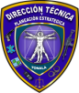 DIRECCIÓN TÉCNICA
PLANEACIÓN ESTRATÉGICA